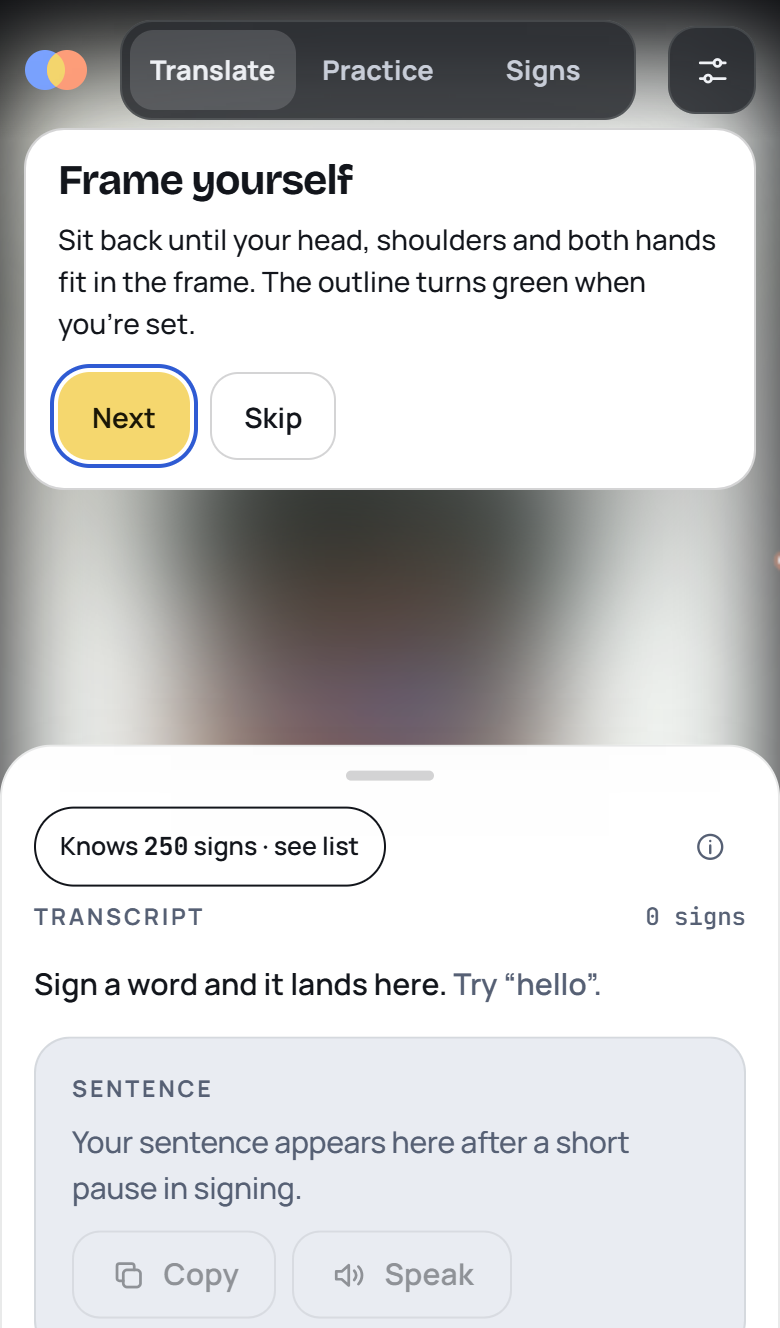 Translate Practice Signs
Frame yourself
Sit back until your head, shoulders and both hands
fit in the frame. The outline turns green when
you’re set.
Next Skip
Knows 250 signs · see list
TRANSCRIPT 0 signs
Sign a word and it lands here. Try “hello”.
SENTENCE
Your sentence appears here after a short
pause in signing.
Copy Speak